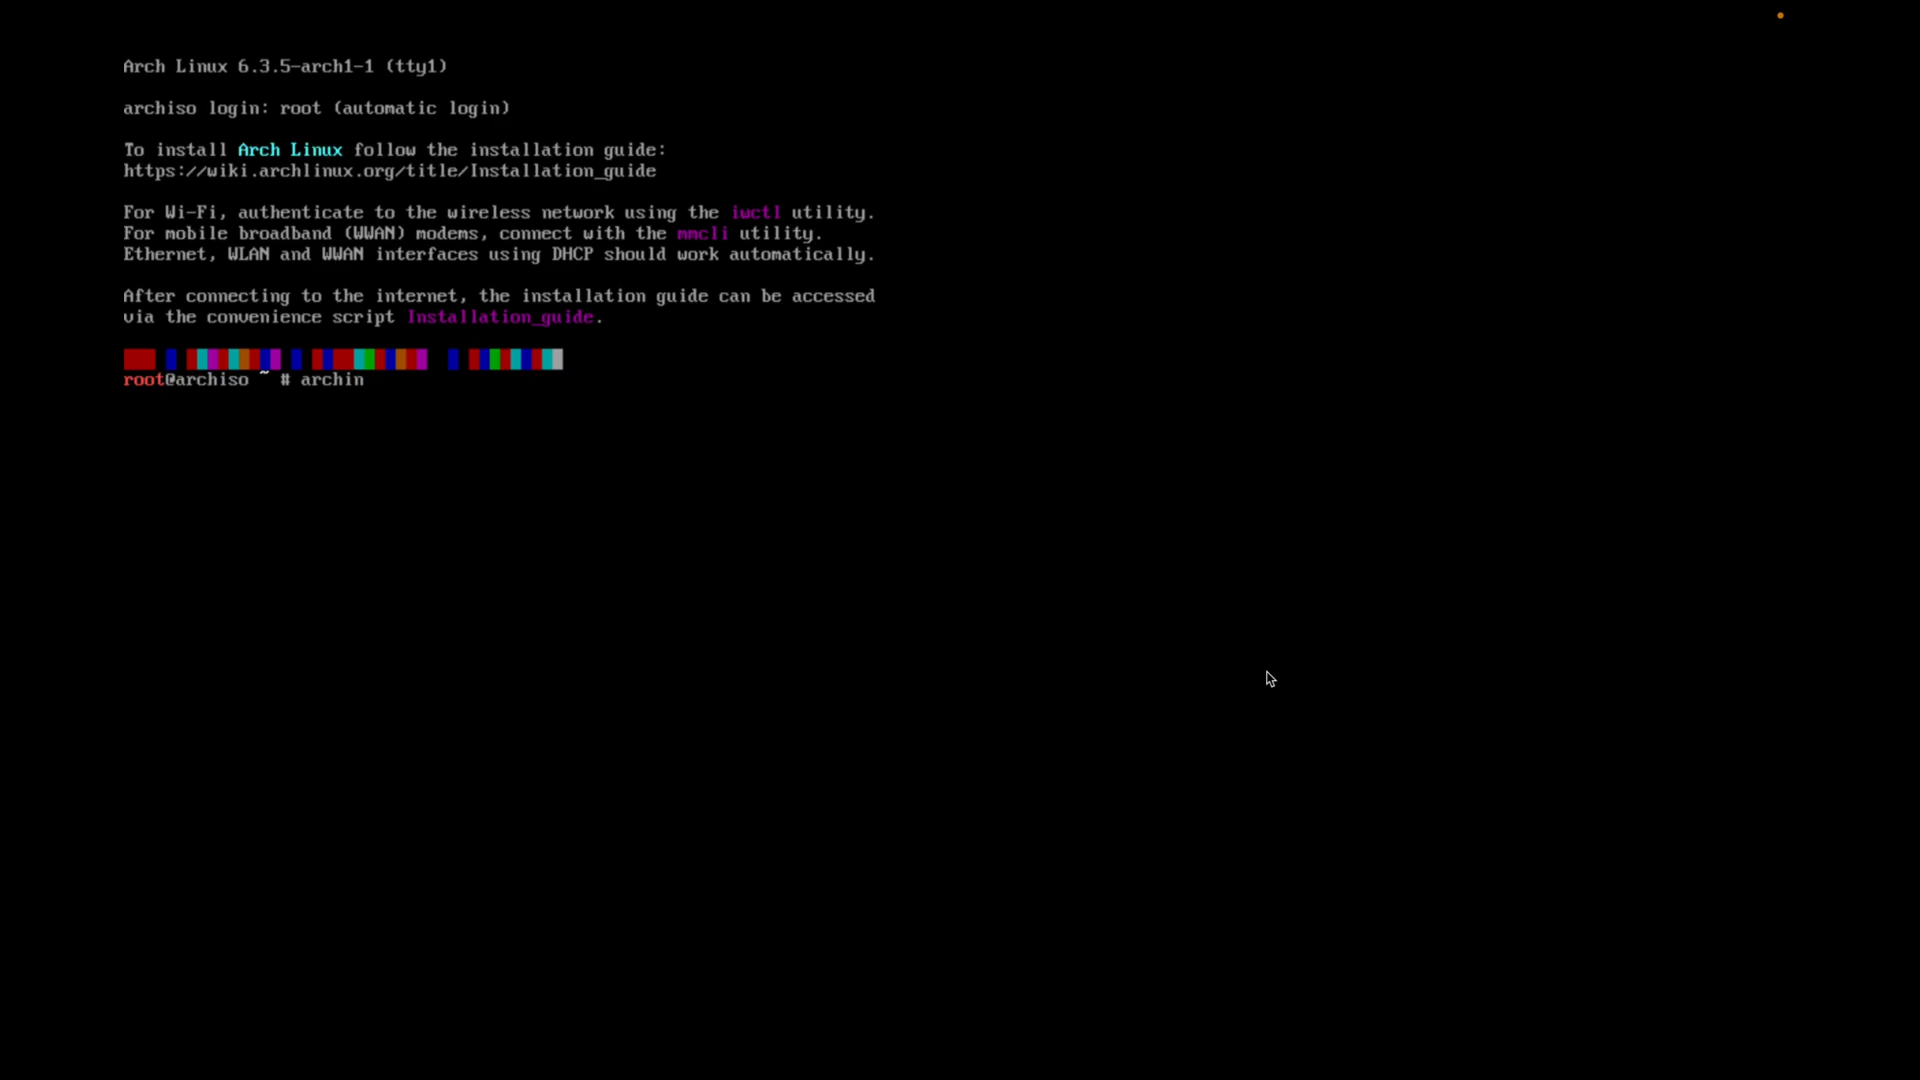 Arch Linux 6.3.5-arch1-1 (tty1)
archiso login: root (automatic login)
To install Arch Linux follow the installation guide:
https://wiki.archlinux.org/title/Installation_guide
For Wi-Fi, authenticate to the wireless network using the iwctl utility.
For mobile broadband (WWAN) modems, connect with the mmcli utility.
Ethernet, WLAN and WWAN interfaces using DHCP should work automatically.
After connecting to the internet, the installation guide can be accessed
via the convenience script Installation_guide.
root@archiso ~ # archin